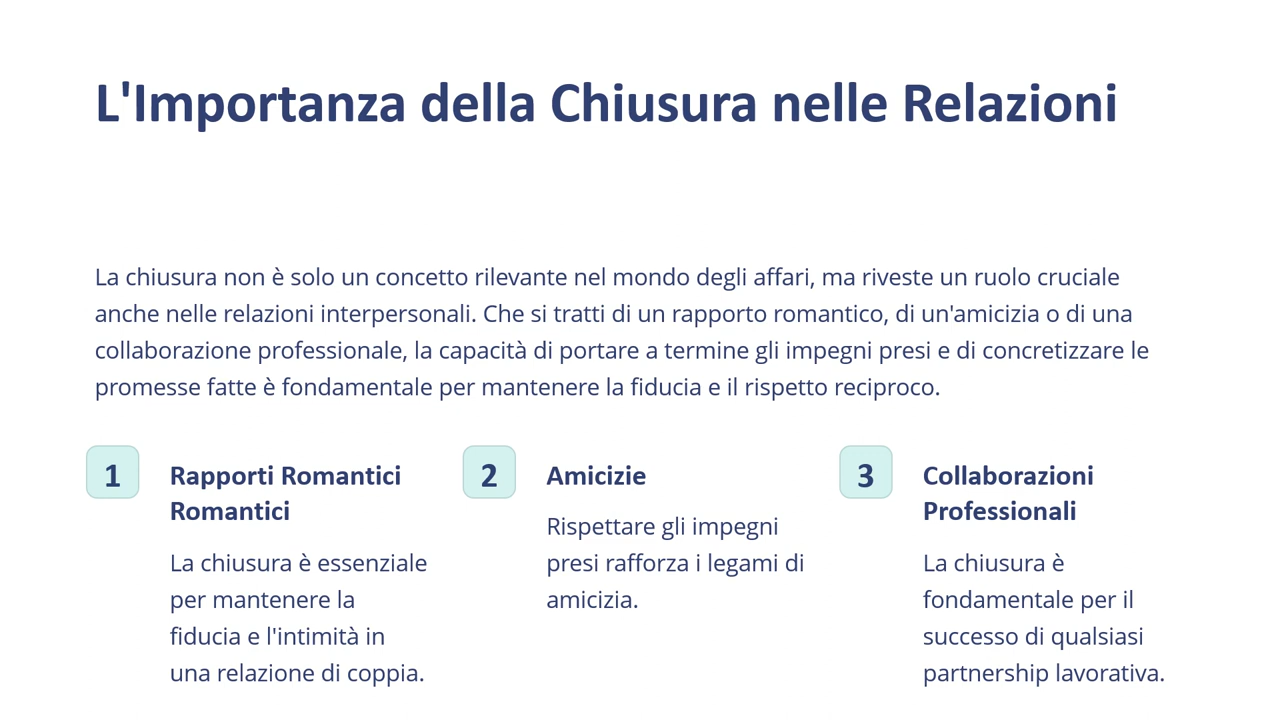 L'Importanza della Chiusura nelle Relazioni
La chiusura non è solo un concetto rilevante nel mondo degli affari, ma riveste un ruolo cruciale
anche nelle relazioni interpersonali. Che si tratti di un rapporto romantico, di un'amicizia o di una
collaborazione professionale, la capacità di portare a termine gli impegni presi e di concretizzare le
promesse fatte è fondamentale per mantenere la fiducia e il rispetto reciproco.
1
Rapporti Romantici
Romantici
La chiusura è essenziale
per mantenere la
fiducia e l'intimità in
una relazione di coppia.
2
Amicizie
Rispettare gli impegni
presi rafforza i legami di
amicizia.
3
Collaborazioni
Professionali
La chiusura è
fondamentale per il
successo di qualsiasi
partnership lavorativa.